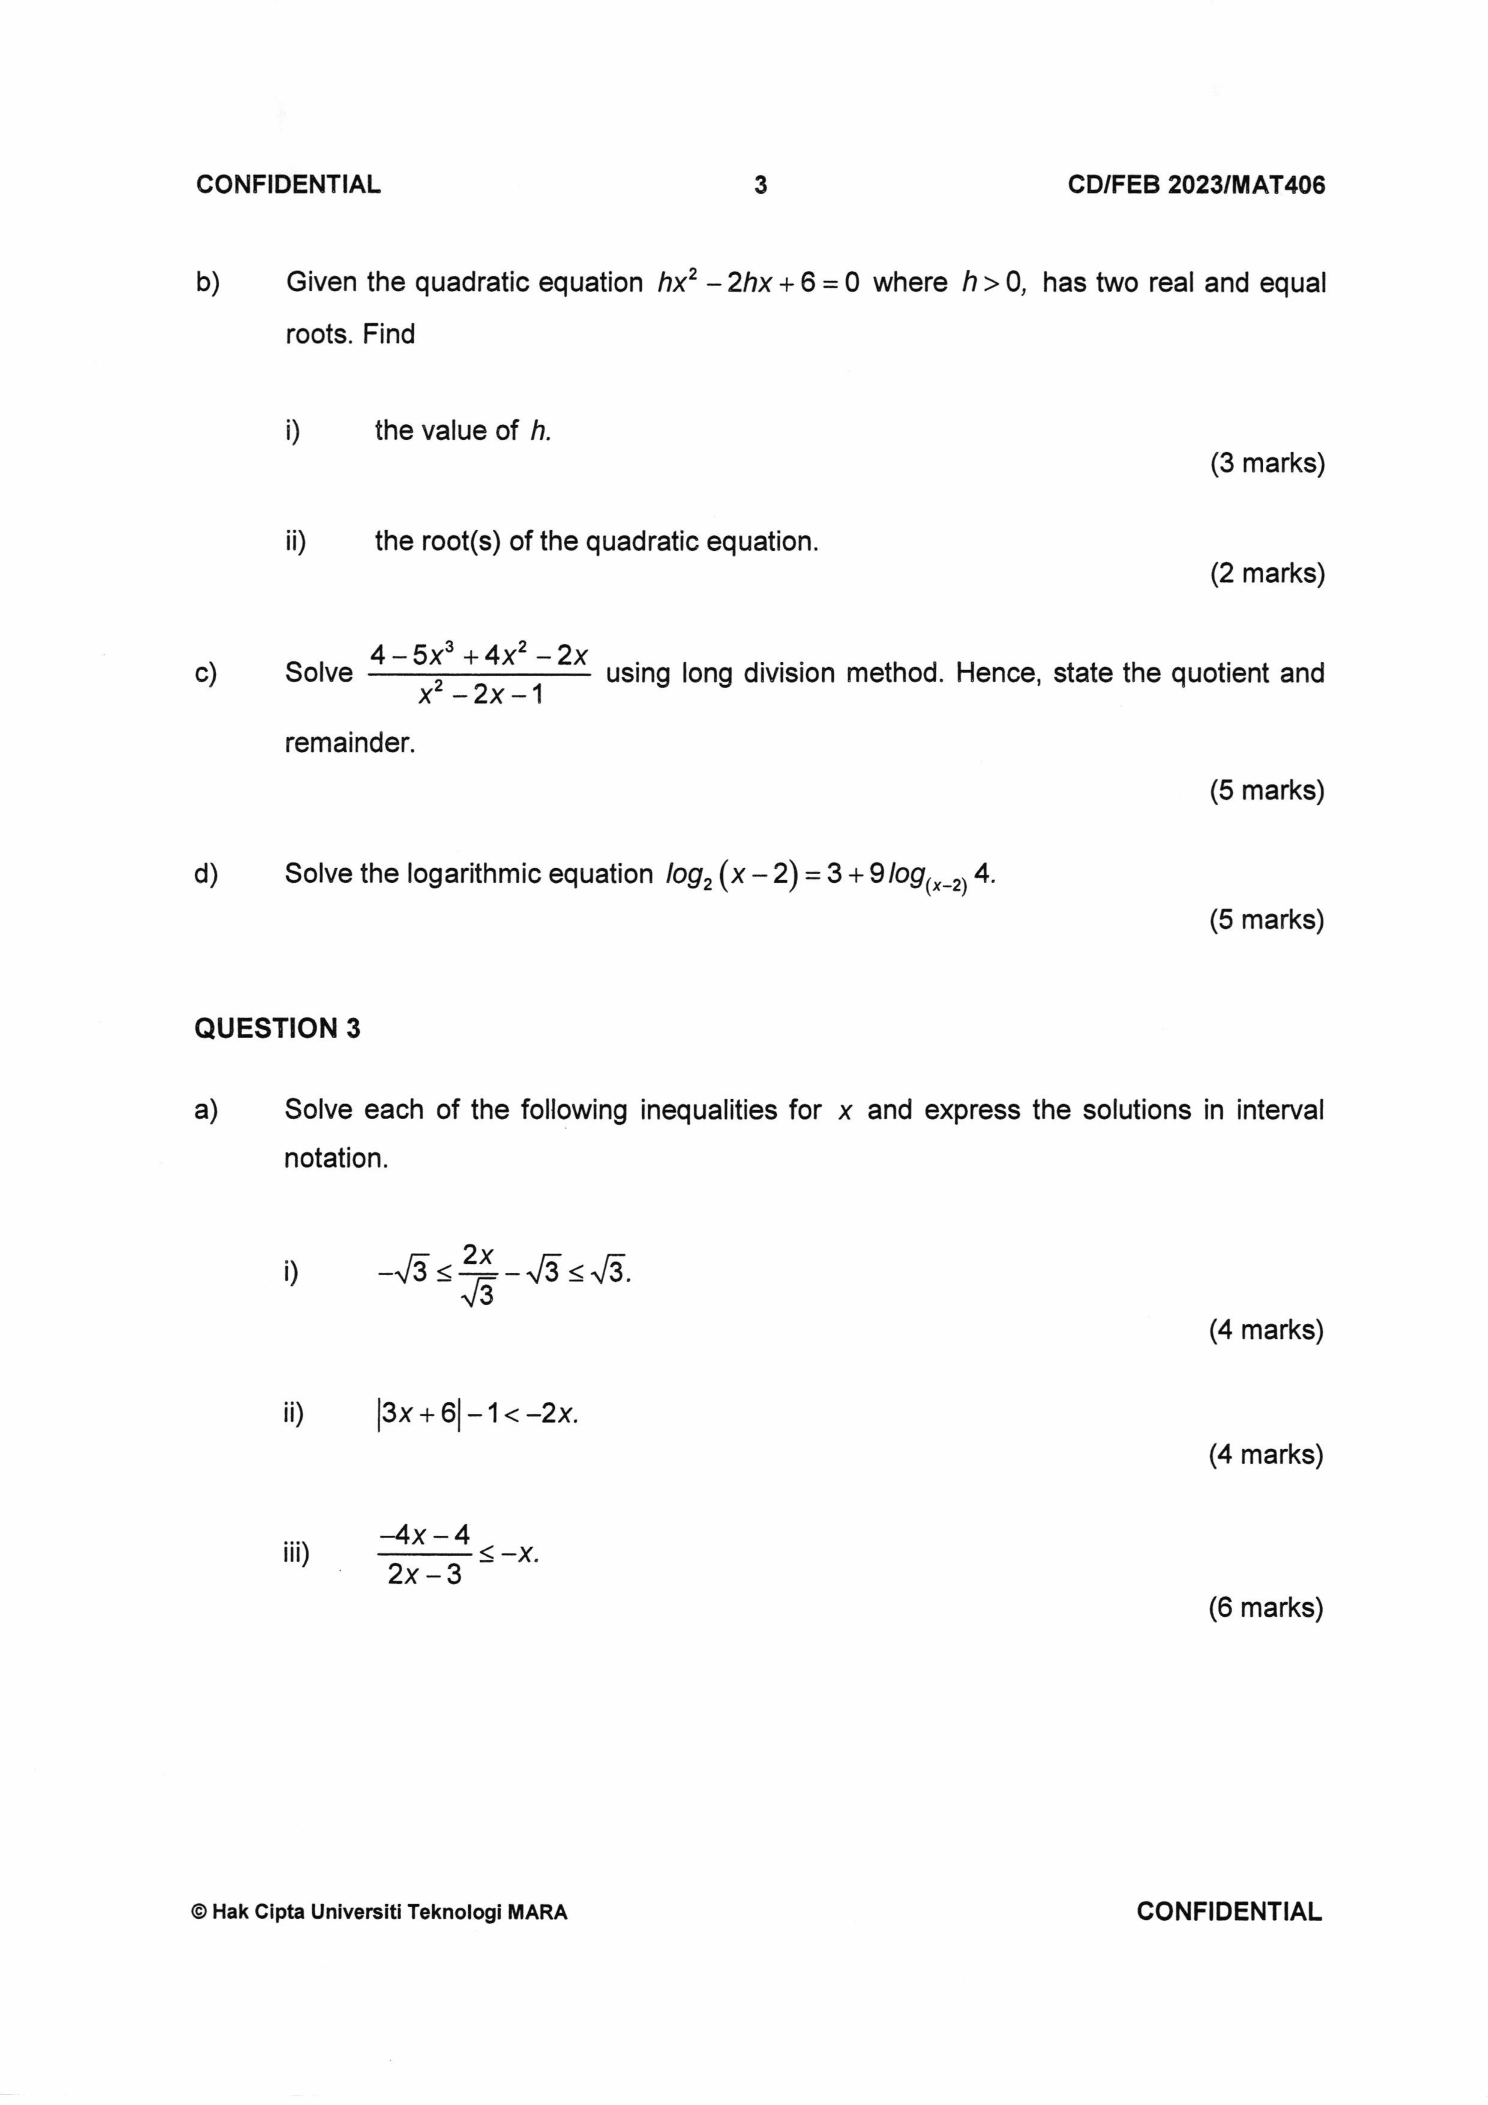 CONFIDENTIAL 3 CD/FEB 2023/MAT406
b) Given the quadratic equation hx² – 2hx + 6 = 0 where h > 0, has two real and equal
roots. Find
i) the value of h.
(3 marks)
ii) the root(s) of the quadratic equation.
(2 marks)
c) Solve (4 – 5x³ + 4x² – 2x)/(x² – 2x – 1) using long division method. Hence, state the quotient and
remainder.
(5 marks)
d) Solve the logarithmic equation log₂ (x – 2) = 3 + 9 log₍ₓ₋₂₎ 4.
(5 marks)
QUESTION 3
a) Solve each of the following inequalities for x and express the solutions in interval
notation.
i) –√3 ≤ 2x/√3 – √3 ≤ √3.
(4 marks)
ii) |3x + 6| – 1 < –2x.
(4 marks)
iii) (–4x – 4)/(2x – 3) ≤ –x.
(6 marks)
© Hak Cipta Universiti Teknologi MARA CONFIDENTIAL